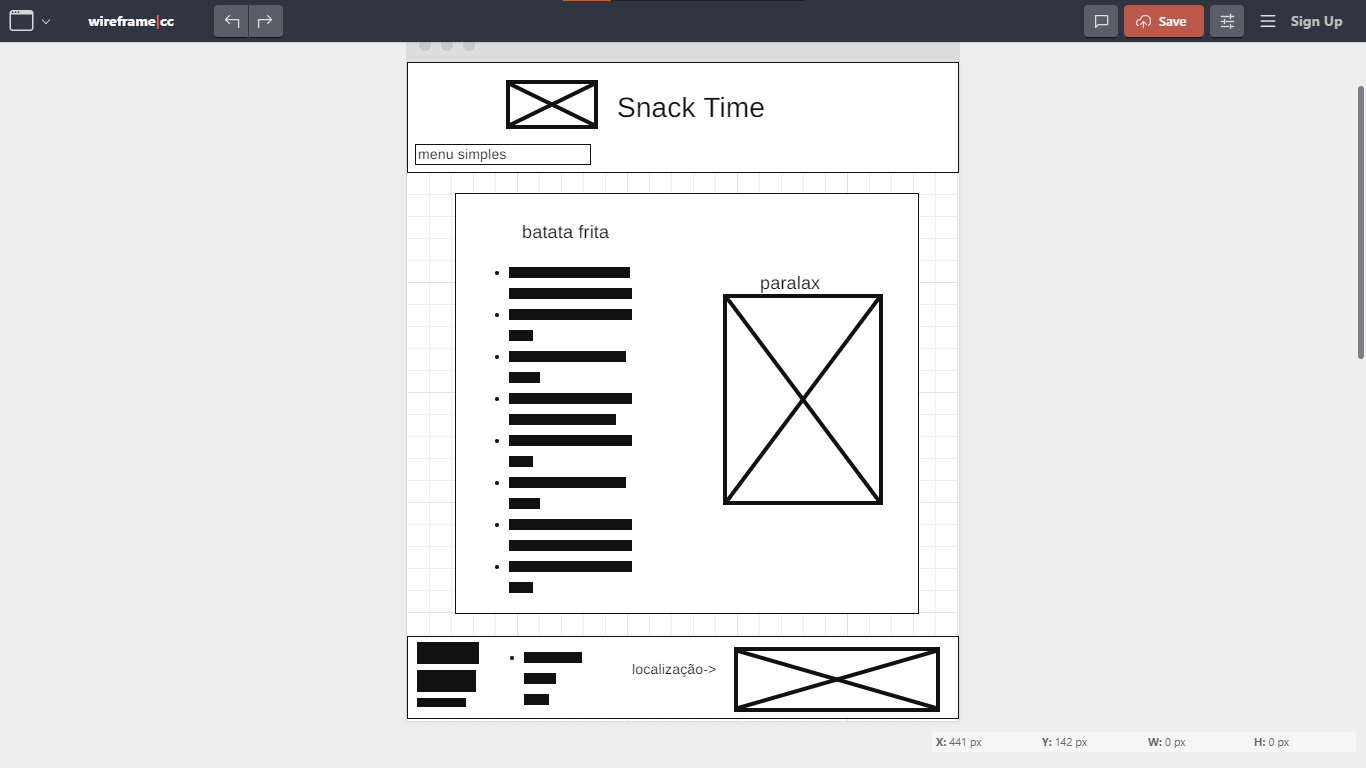 wireframe|cc
Save
Sign Up
Snack Time
menu simples
batata frita
paralax
localização->
X: 441 px Y: 142 px W: 0 px H: 0 px